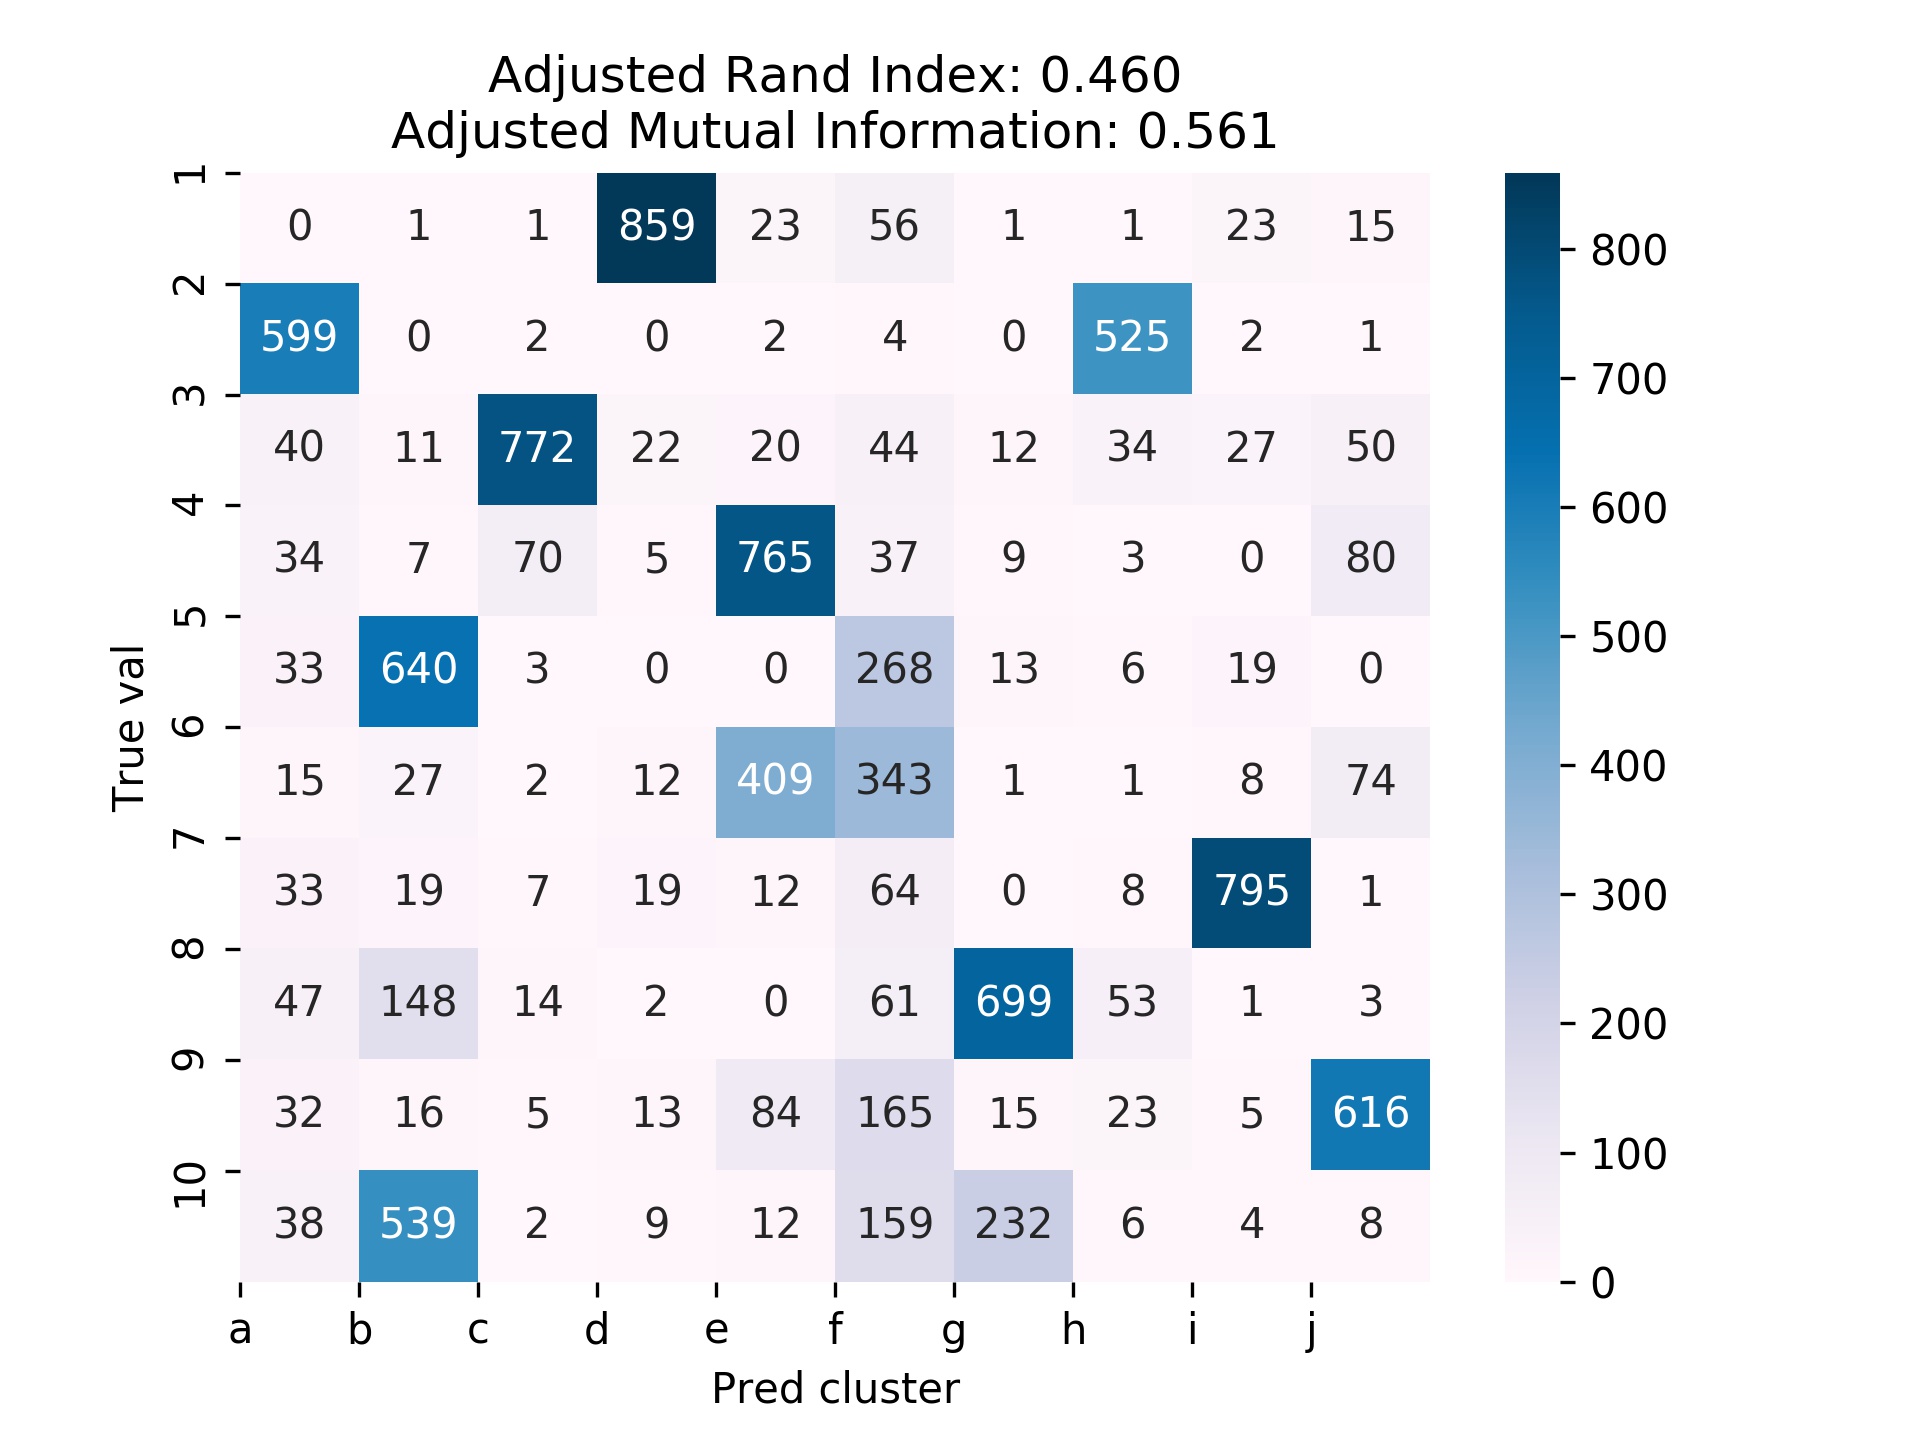 Adjusted Rand Index: 0.460
Adjusted Mutual Information: 0.561
1 0 1 1 859 23 56 1 1 23 15
2 599 0 2 0 2 4 0 525 2 1
3 40 11 772 22 20 44 12 34 27 50
4 34 7 70 5 765 37 9 3 0 80
5 33 640 3 0 0 268 13 6 19 0
6 15 27 2 12 409 343 1 1 8 74
7 33 19 7 19 12 64 0 8 795 1
8 47 148 14 2 0 61 699 53 1 3
9 32 16 5 13 84 165 15 23 5 616
10 38 539 2 9 12 159 232 6 4 8
True val
a b c d e f g h i j
Pred cluster
800
700
600
500
400
300
200
100
0